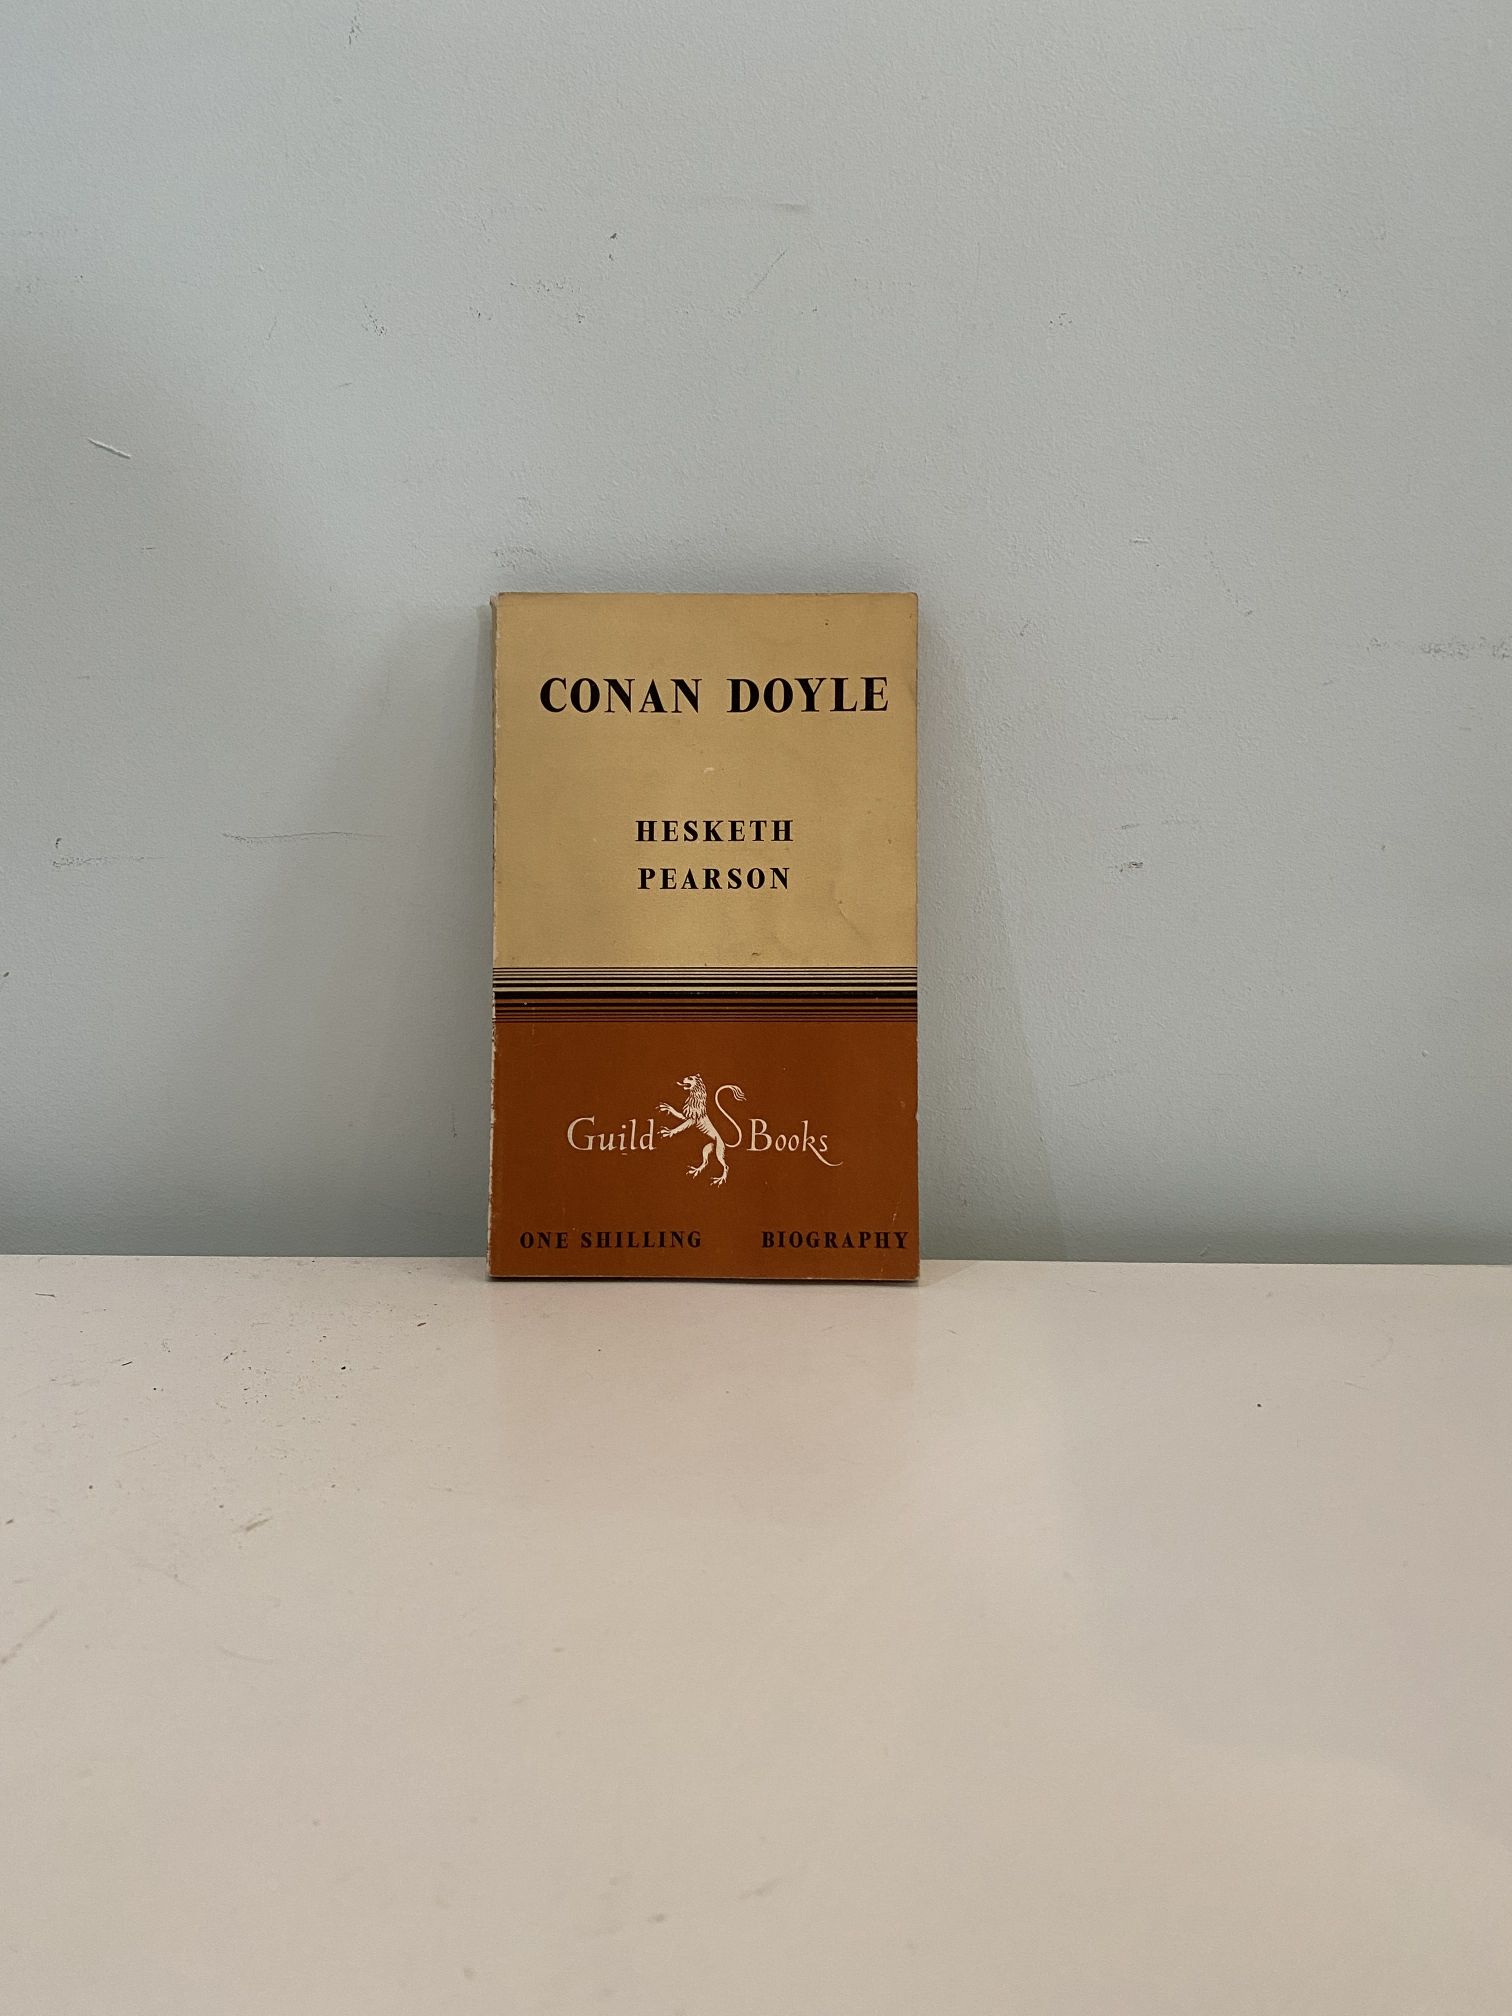 CONAN DOYLE
HESKETH
PEARSON
Guild Books
ONE SHILLING BIOGRAPHY